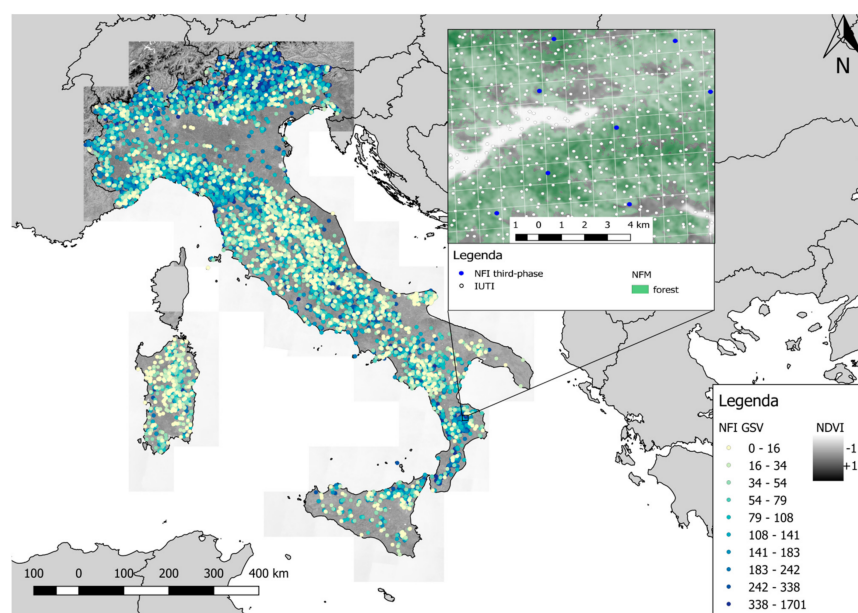 N
1 0 1 2 3 4 km
Legenda
NFI third-phase
IUTI
NFM
forest
Legenda
NFI GSV
0 - 16
16 - 34
34 - 54
54 - 79
79 - 108
108 - 141
141 - 183
183 - 242
242 - 338
338 - 1701
NDVI
-1
+1
100 0 100 200 300 400 km